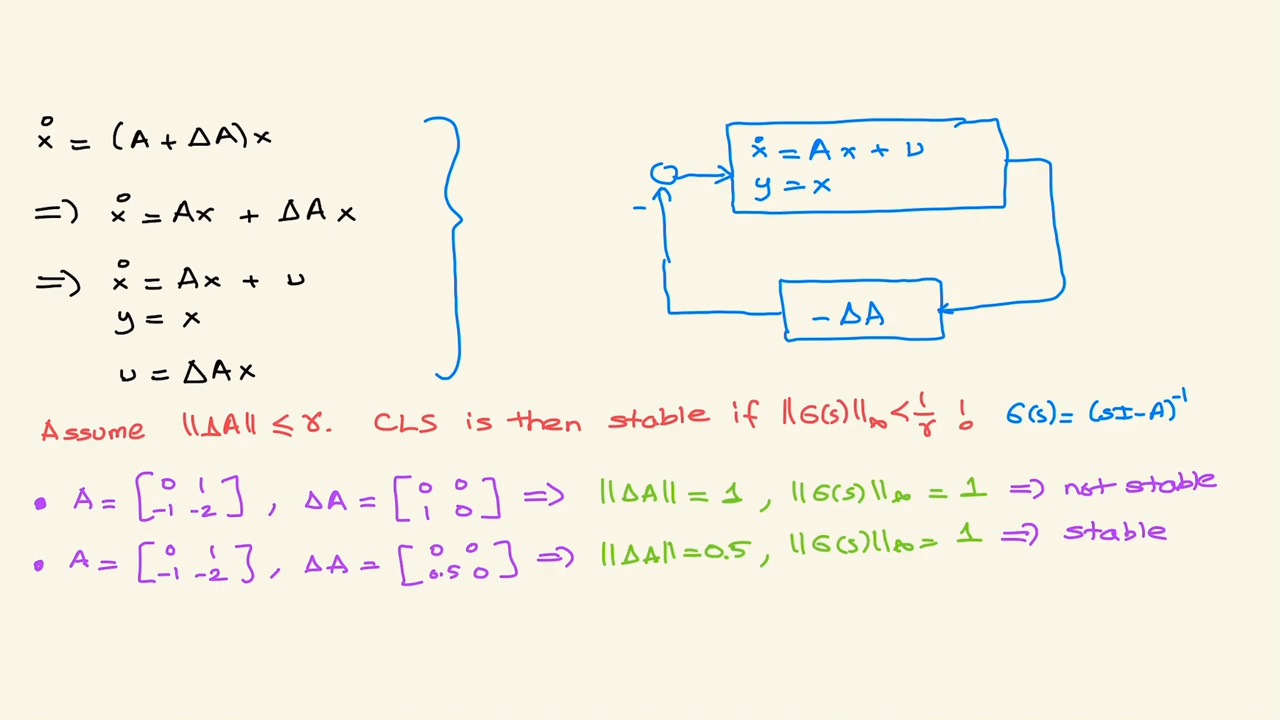 ẋ = (A + ΔA)x
=> ẋ = Ax + ΔAx
=> ẋ = Ax + u
y = x
u = ΔAx
ẋ = Ax + u
y = x
-
- ΔA
Assume ||ΔA|| ≤ r. CLS is then stable if ||G(s)||∞ < 1/r ! G(s) = (sI-A)⁻¹
• A = [0 1; -1 -2], ΔA = [0 0; 1 0] => ||ΔA|| = 1, ||G(s)||∞ = 1 => not stable
• A = [0 1; -1 -2], ΔA = [0 0; 0.5 0] => ||ΔA|| = 0.5, ||G(s)||∞ = 1 => stable